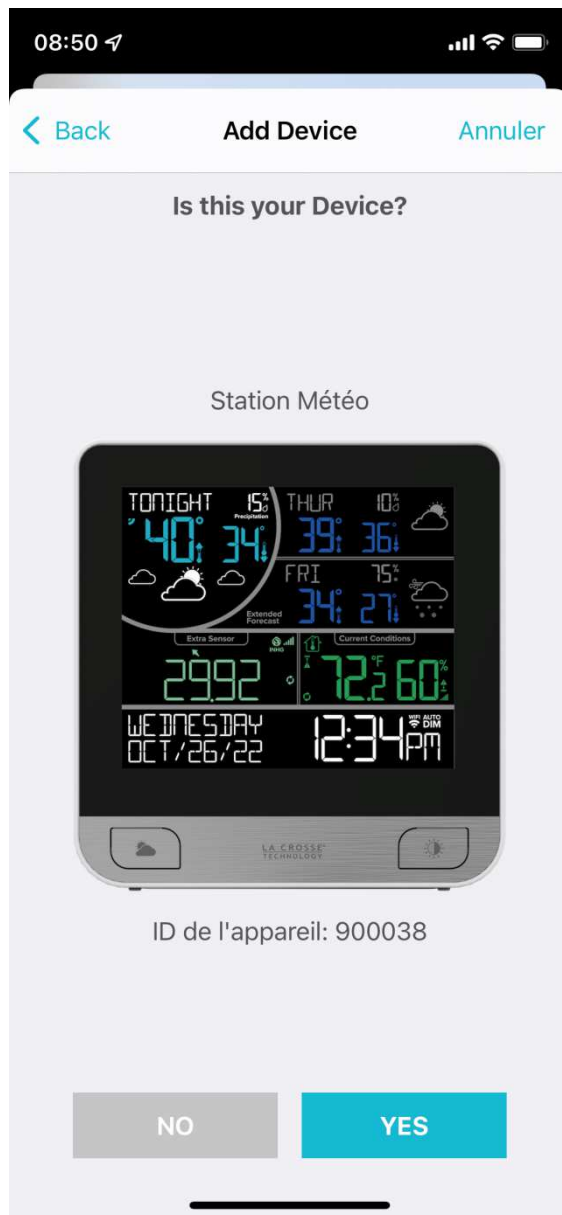 08:50
Back Add Device Annuler
Is this your Device?
Station Météo
TONIGHT 15%
Precipitation
40° 34°
THUR 10%
39° 36°
FRI 75%
34° 27°
Extended
Forecast
Extra Sensor
INHG
29.92
Current Conditions
72.2°F 60%
WEDNESDAY
OCT/26/22
12:34PM
WIFI AUTO
DIM
LA CROSSE
TECHNOLOGY
ID de l'appareil: 900038
NO YES